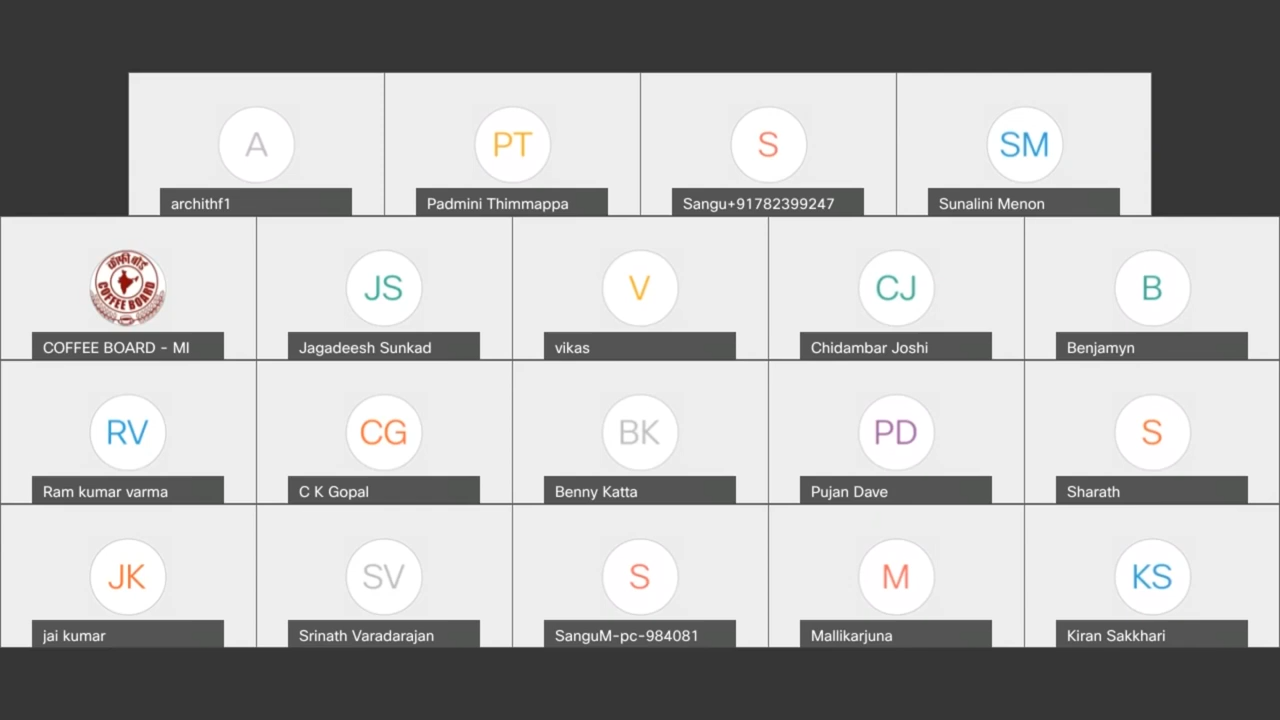 A
PT
S
SM
archithf1
Padmini Thimmappa
Sangu+91782399247
Sunalini Menon
कॉफी बोर्ड
COFFEE BOARD
JS
V
CJ
B
COFFEE BOARD - MI
Jagadeesh Sunkad
vikas
Chidambar Joshi
Benjamyn
RV
CG
BK
PD
S
Ram kumar varma
C K Gopal
Benny Katta
Pujan Dave
Sharath
JK
SV
S
M
KS
jai kumar
Srinath Varadarajan
SanguM-pc-984081
Mallikarjuna
Kiran Sakkhari